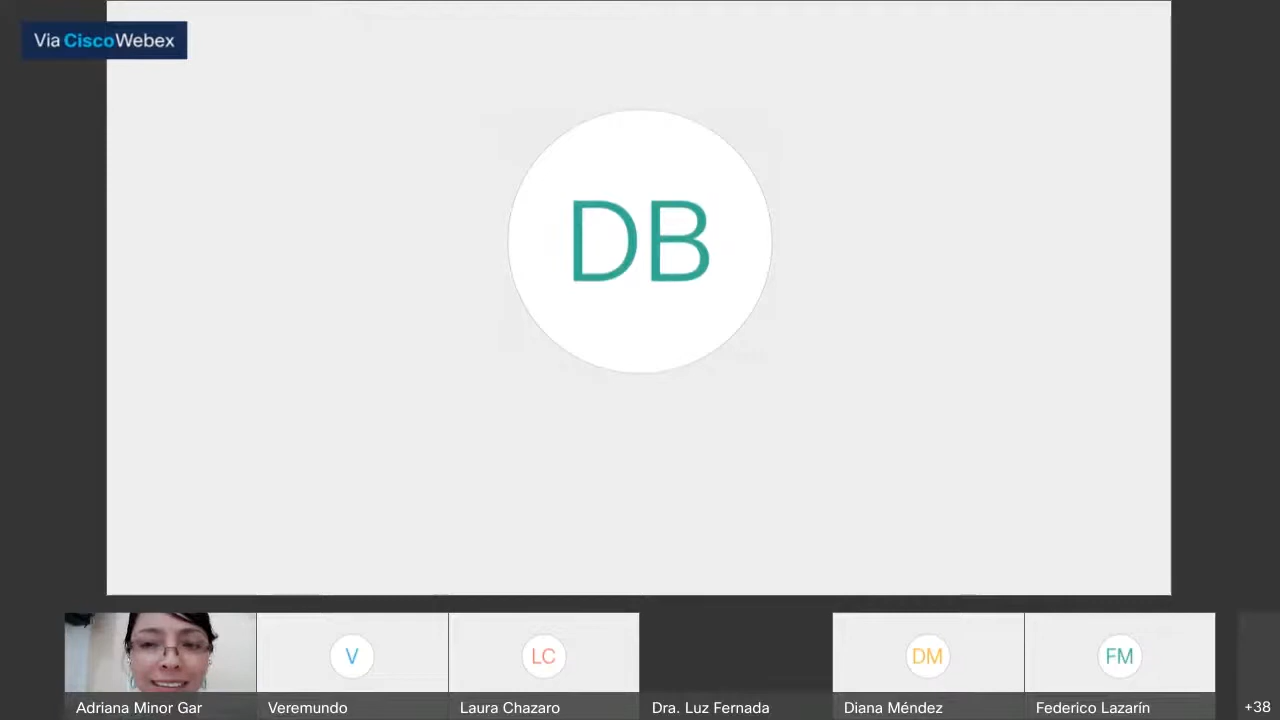 Via CiscoWebex
DB
V
LC
DM
FM
Adriana Minor Gar
Veremundo
Laura Chazaro
Dra. Luz Fernada
Diana Méndez
Federico Lazarín
+38